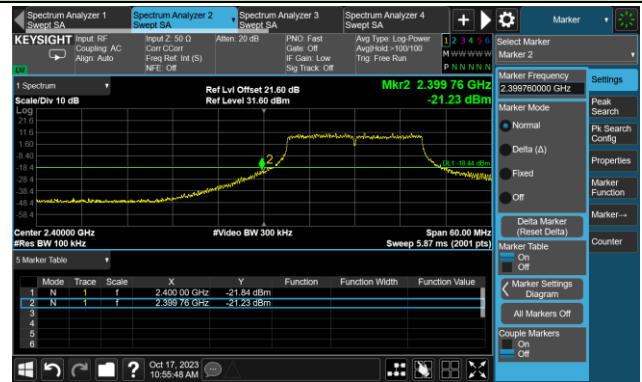 Spectrum Analyzer 1
Swept SA
Spectrum Analyzer 2
Swept SA
Spectrum Analyzer 3
Swept SA
Spectrum Analyzer 4
Swept SA
+
Marker
KEYSIGHT
Input: RF
Coupling: AC
Align: Auto
Input Z: 50 Ω
Corr CCorr
Freq Ref: Int (S)
NFE: Off
Atten: 20 dB
PNO: Fast
Gate: Off
IF Gain: Low
Sig Track: Off
Avg Type: Log-Power
Avg|Hold:>100/100
Trig: Free Run
1 2 3 4 5 6
M W W W W W
P N N N N N
Select Marker
Marker 2
1 Spectrum
Scale/Div 10 dB
Log
Ref Lvl Offset 21.60 dB
Ref Level 31.60 dBm
Mkr2 2.399 76 GHz
-21.23 dBm
21.6
11.6
1.60
-8.40
-18.4
-28.4
-38.4
-48.4
-58.4
2
DL1 -18.44 dBm
Center 2.40000 GHz
#Res BW 100 kHz
#Video BW 300 kHz
Span 60.00 MHz
Sweep 5.87 ms (2001 pts)
5 Marker Table
Mode Trace Scale X Y Function Function Width Function Value
1 N 1 f 2.400 00 GHz -21.84 dBm
2 N 1 f 2.399 76 GHz -21.23 dBm
3
4
5
6
Marker Frequency
2.399760000 GHz
Marker Mode
Normal
Delta (Δ)
Fixed
Off
Delta Marker
(Reset Delta)
Marker Table
On
Off
Marker Settings
Diagram
All Markers Off
Couple Markers
On
Off
Settings
Peak
Search
Pk Search
Config
Properties
Marker
Function
Marker→
Counter
?
Oct 17, 2023
10:55:48 AM